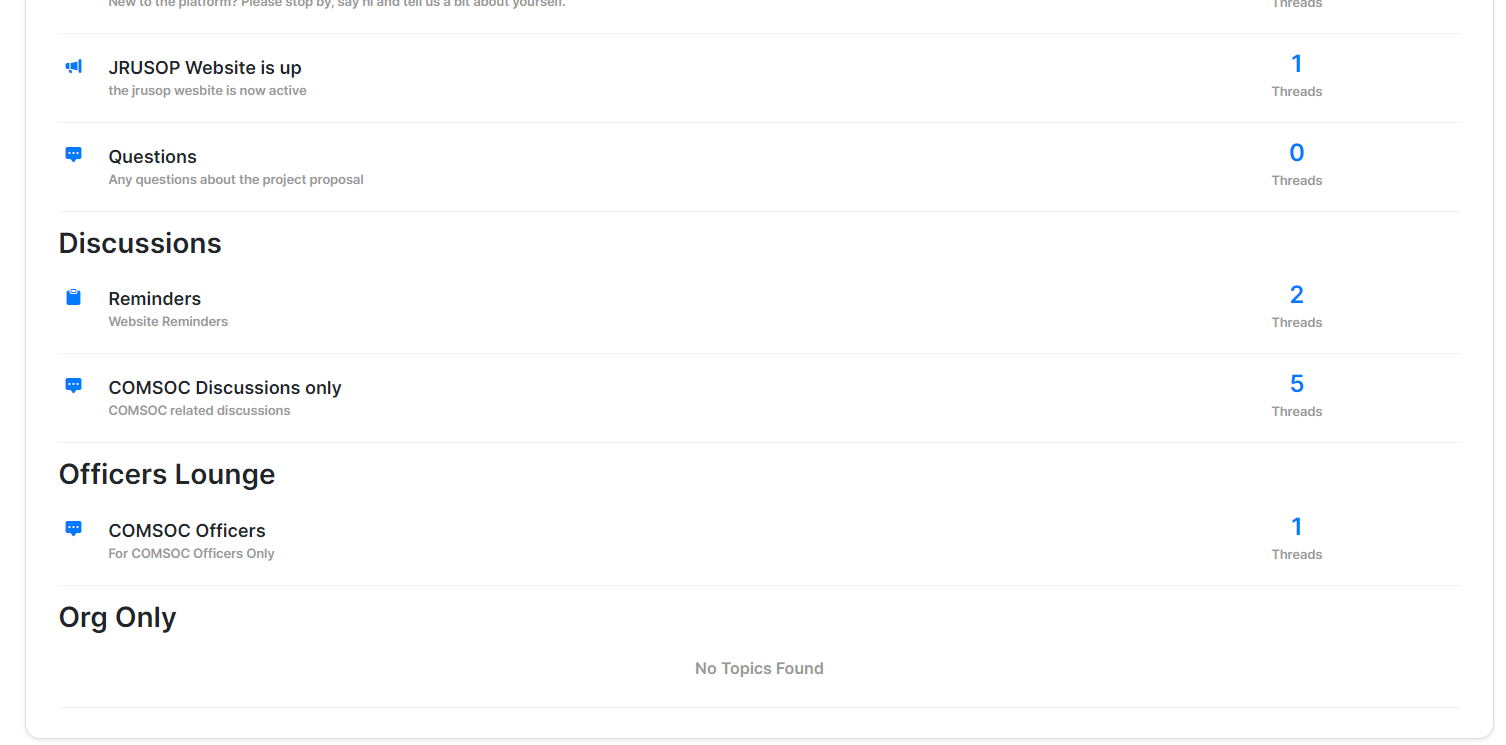 New to the platform? Please stop by, say hi and tell us a bit about yourself.
Threads
JRUSOP Website is up
the jrusop wesbite is now active
1
Threads
Questions
Any questions about the project proposal
0
Threads
Discussions
Reminders
Website Reminders
2
Threads
COMSOC Discussions only
COMSOC related discussions
5
Threads
Officers Lounge
COMSOC Officers
For COMSOC Officers Only
1
Threads
Org Only
No Topics Found